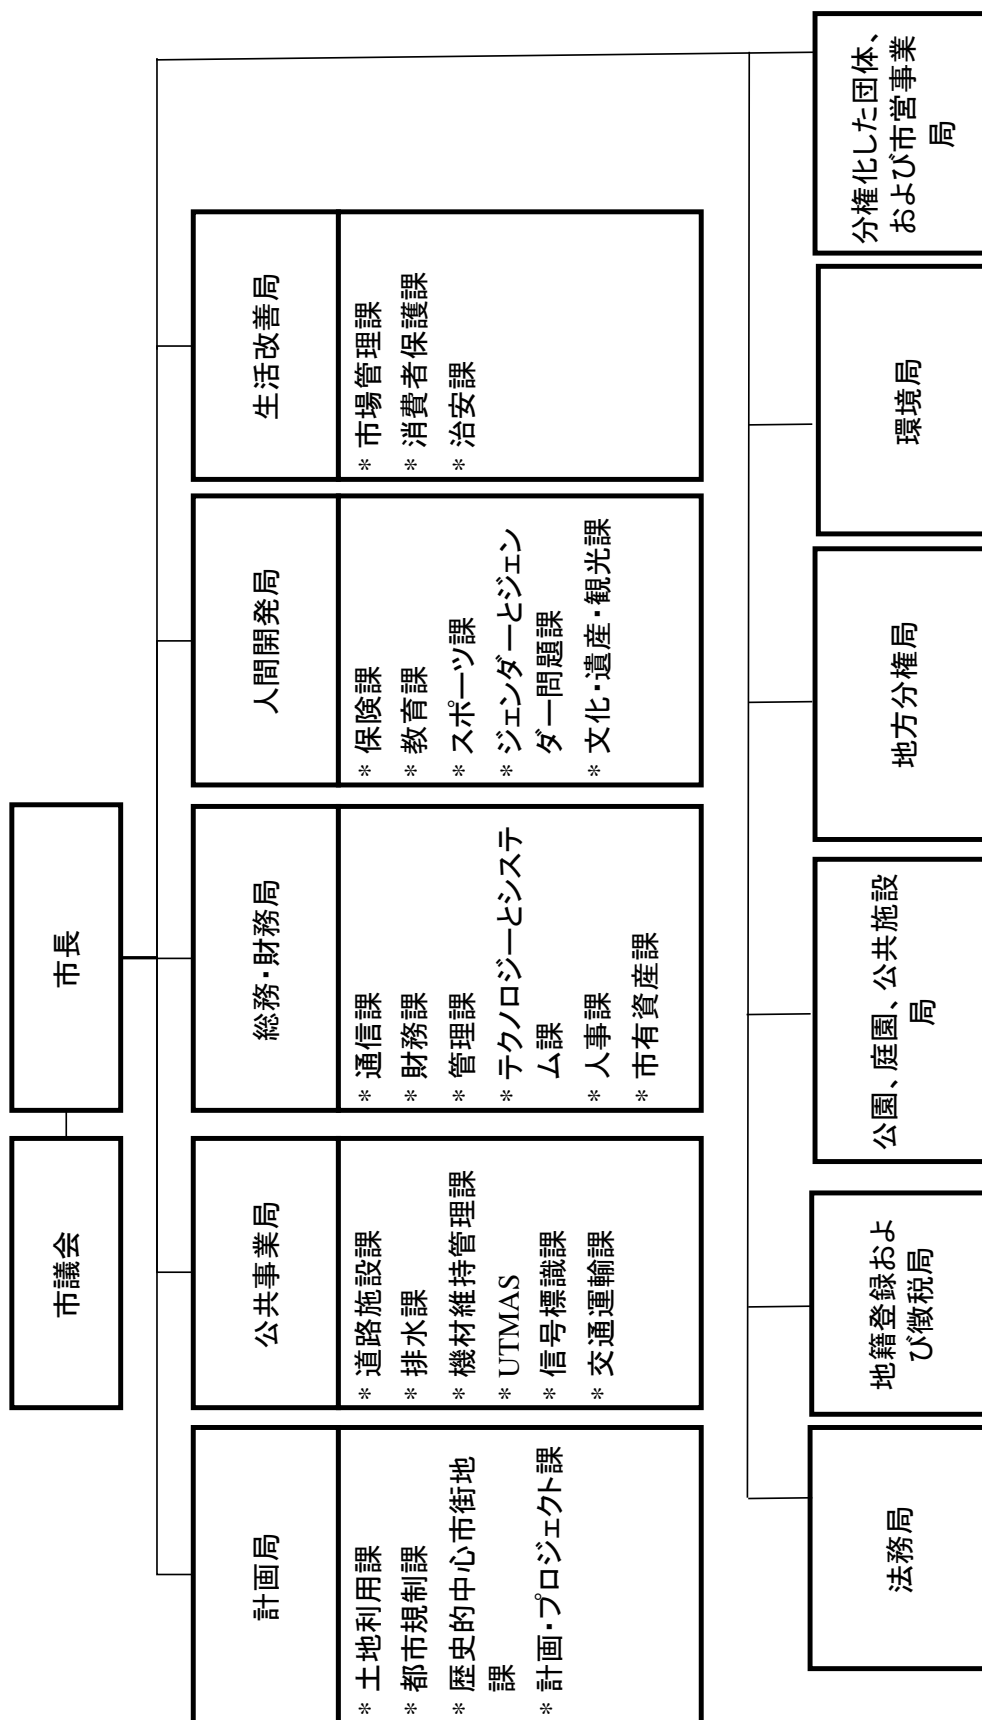 市議会
市長
計画局
* 土地利用課
* 都市規制課
* 歴史的中心市街地
課
* 計画・プロジェクト課
公共事業局
* 道路施設課
* 排水課
* 機材維持管理課
* UTMAS
* 信号標識課
* 交通運輸課
総務・財務局
* 通信課
* 財務課
* 管理課
* テクノロジーとシステ
ム課
* 人事課
* 市有資産課
人間開発局
* 保険課
* 教育課
* スポーツ課
* ジェンダーとジェン
ダー問題課
* 文化・遺産・観光課
生活改善局
* 市場管理課
* 消費者保護課
* 治安課
法務局
地籍登録およ
び徴税局
公園、庭園、公共施設
局
地方分権局
環境局
分権化した団体、
および市営事業
局